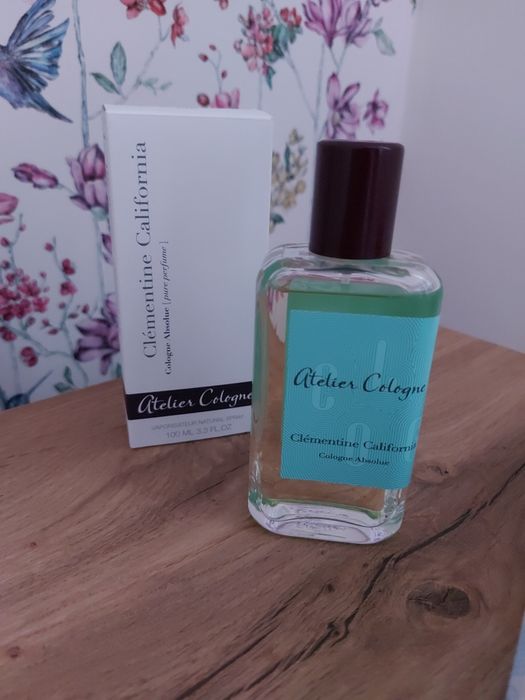 Clémentine California
Cologne Absolue [pure perfume]
Atelier Cologne
VAPORISATEUR NATURAL SPRAY
100 ML 3.3 FL.OZ
Atelier Cologne
Clémentine California
Cologne Absolue